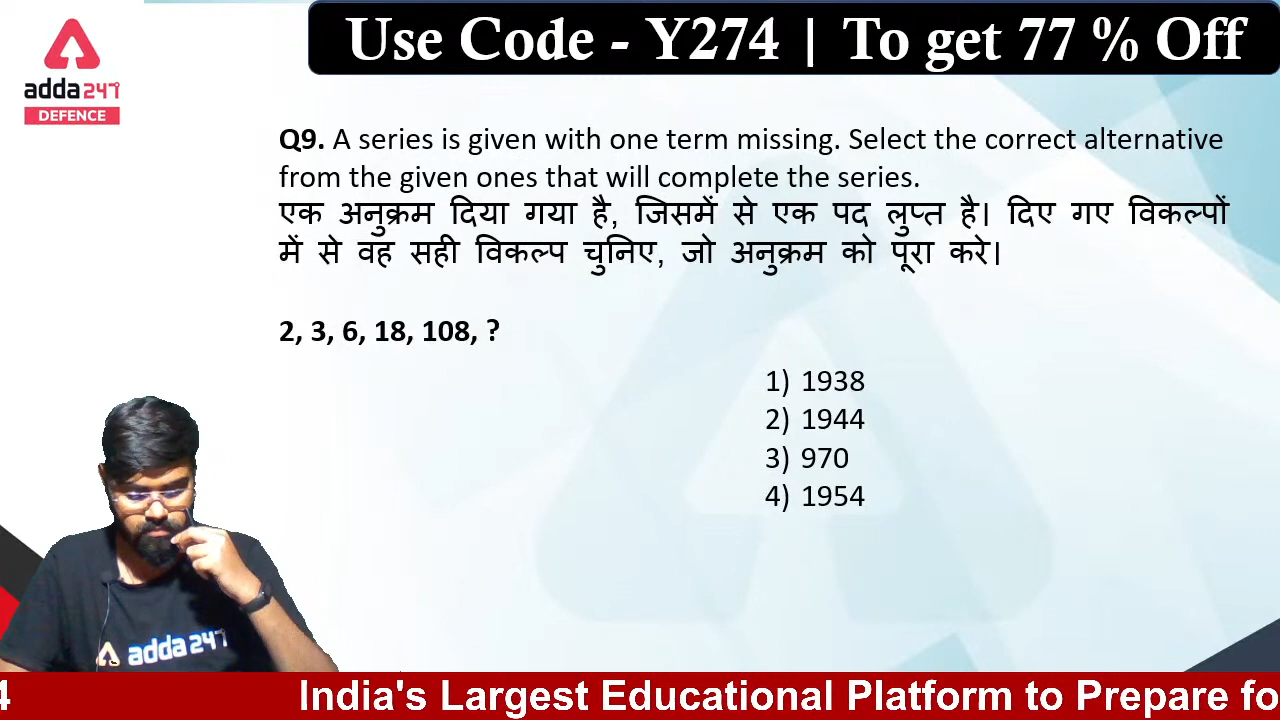 Use Code - Y274 | To get 77 % Off
adda247
DEFENCE
Q9. A series is given with one term missing. Select the correct alternative
from the given ones that will complete the series.
एक अनुक्रम दिया गया है, जिसमें से एक पद लुप्त है। दिए गए विकल्पों
में से वह सही विकल्प चुनिए, जो अनुक्रम को पूरा करे।
2, 3, 6, 18, 108, ?
1) 1938
2) 1944
3) 970
4) 1954
adda247
4 India's Largest Educational Platform to Prepare fo